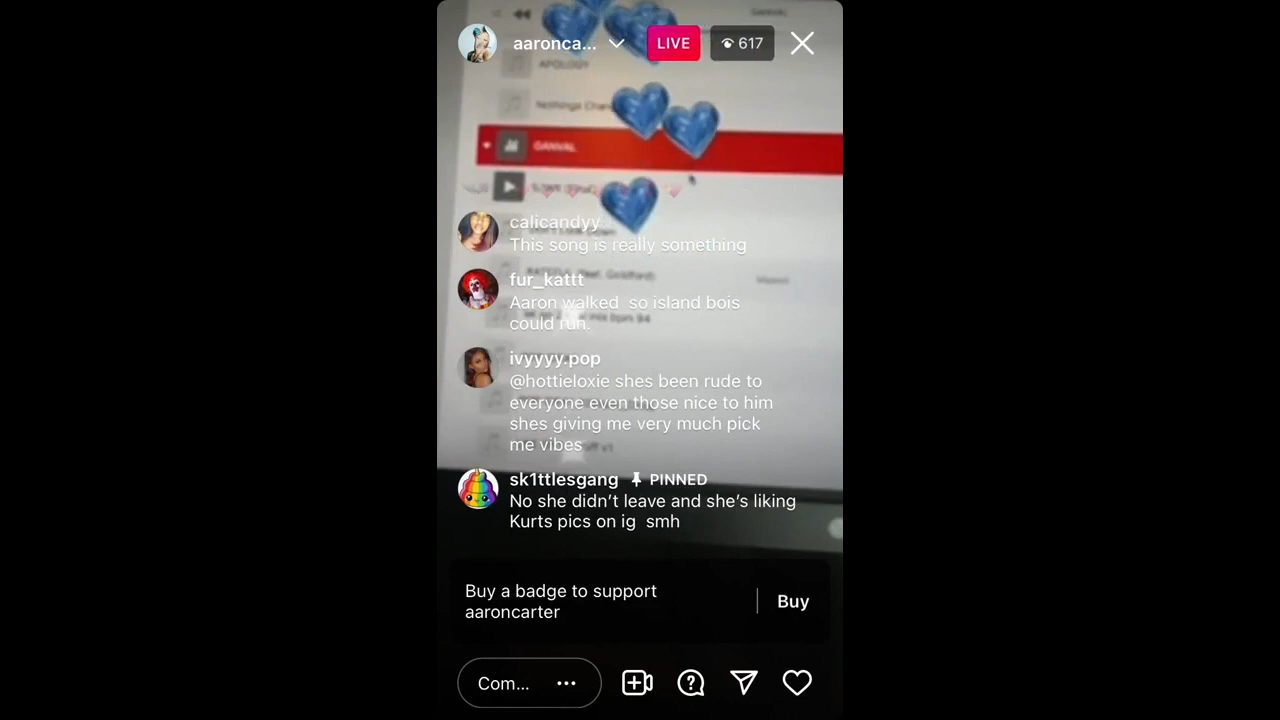 GANVAL
aaronca...
LIVE
617
APOLOGY
GANVAL
calicandyy
This song is really something
fur_kattt
Aaron walked so island bois
could run.
ivyyyy.pop
@hottieloxie shes been rude to
everyone even those nice to him
shes giving me very much pick
me vibes
sk1ttlesgang PINNED
No she didn’t leave and she’s liking
Kurts pics on ig smh
Buy a badge to support
aaroncarter
Buy
Com...